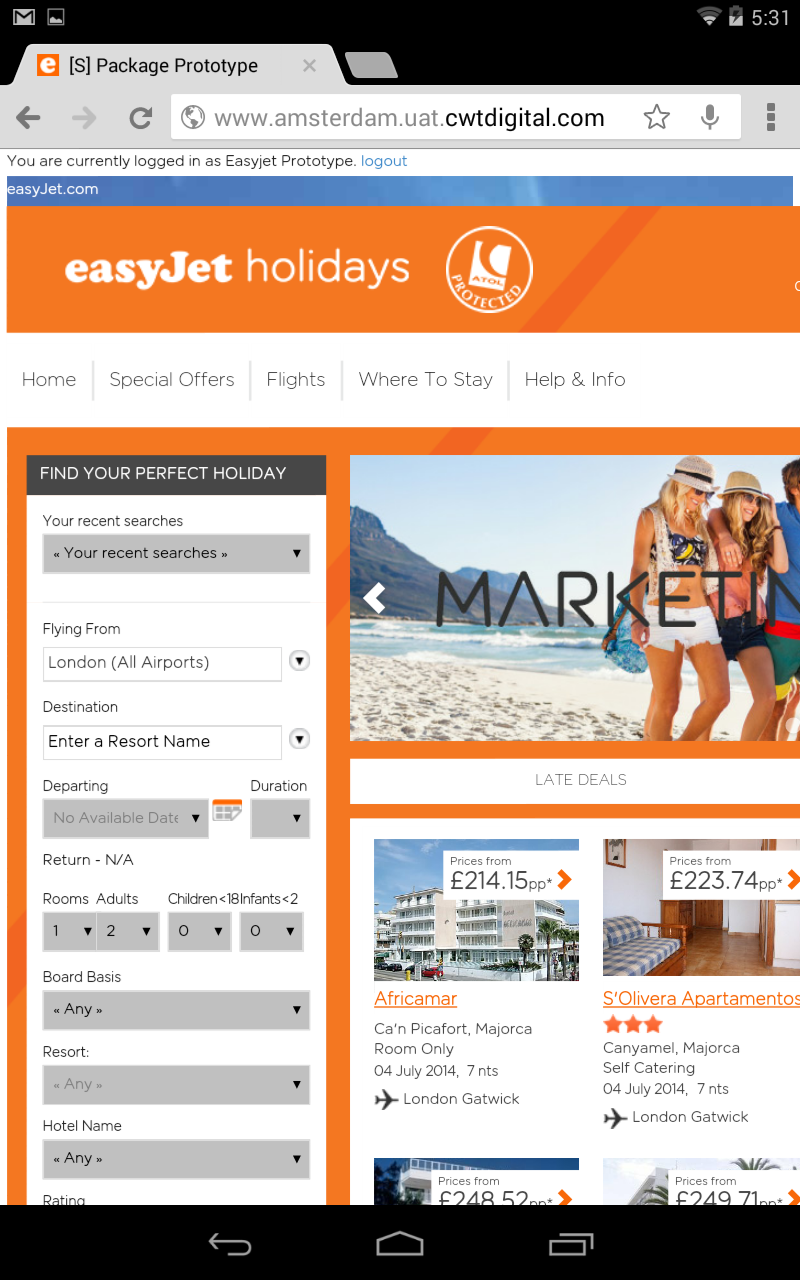 5:31
[S] Package Prototype
www.amsterdam.uat.cwtdigital.com
You are currently logged in as Easyjet Prototype. logout
easyJet.com
easyJet holidays
ATOL
PROTECTED
Home
Special Offers
Flights
Where To Stay
Help & Info
FIND YOUR PERFECT HOLIDAY
Your recent searches
« Your recent searches »
Flying From
London (All Airports)
Destination
Enter a Resort Name
Departing Duration
No Available Date
Return - N/A
Rooms Adults Children<18 Infants<2
1 2 0 0
Board Basis
« Any »
Resort:
« Any »
Hotel Name
« Any »
Rating
MARKETIN
LATE DEALS
Prices from
£214.15pp*
Africamar
Ca'n Picafort, Majorca
Room Only
04 July 2014, 7 nts
London Gatwick
Prices from
£223.74pp*
S'Olivera Apartamentos
Canyamel, Majorca
Self Catering
04 July 2014, 7 nts
London Gatwick
Prices from
£248.52pp*
Prices from
£249.71pp*